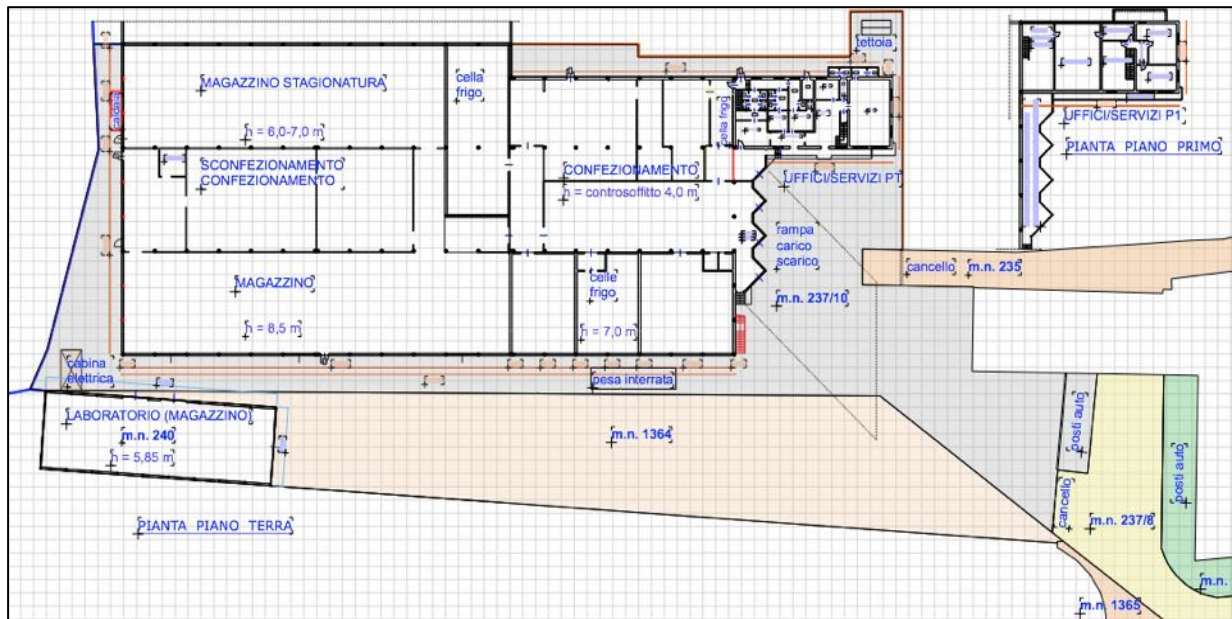 tettoia
MAGAZZINO STAGIONATURA
cella
frigo
caldaia
cella frigo
UFFICI/SERVIZI P1
h = 6,0-7,0 m
PIANTA PIANO PRIMO
SCONFEZIONAMENTO
CONFEZIONAMENTO
CONFEZIONAMENTO
UFFICI/SERVIZI PT
h = controsoffitto 4,0 m
rampa
carico
scarico
cancello
m.n. 235
MAGAZZINO
celle
frigo
m.n. 237/10
h = 8,5 m
h = 7,0 m
cabina
elettrica
pesa interrata
LABORATORIO (MAGAZZINO)
m.n. 240
m.n. 1364
h = 5,85 m
posti auto
posti auto
cancello
PIANTA PIANO TERRA
m.n. 237/8
m.n.
m.n. 1365